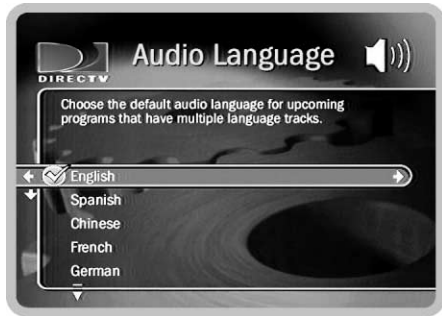 DIRECTV
Audio Language
Choose the default audio language for upcoming
programs that have multiple language tracks.
English
Spanish
Chinese
French
German